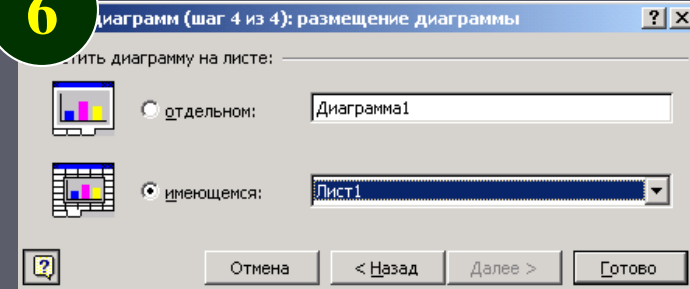 6
диаграмм (шаг 4 из 4): размещение диаграммы
? x
диаграмму на листе:
отдельном: Диаграмма1
имеющемся: Лист1
? Отмена < Назад Далее > Готово